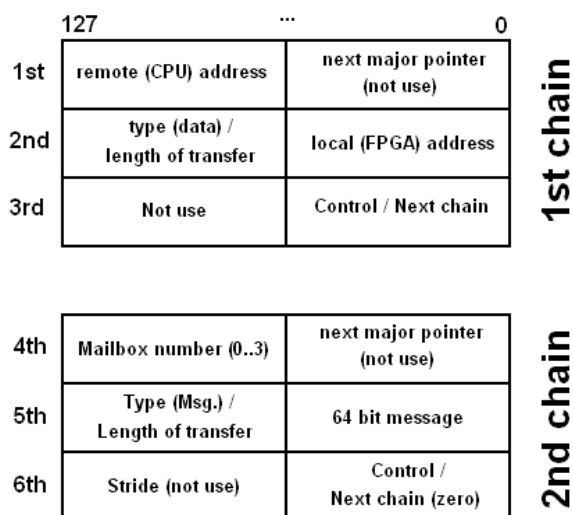 127 ... 0
1st
remote (CPU) address
next major pointer
(not use)
2nd
type (data) /
length of transfer
local (FPGA) address
3rd
Not use
Control / Next chain
1st chain
4th
Mailbox number (0..3)
next major pointer
(not use)
5th
Type (Msg.) /
Length of transfer
64 bit message
6th
Stride (not use)
Control /
Next chain (zero)
2nd chain